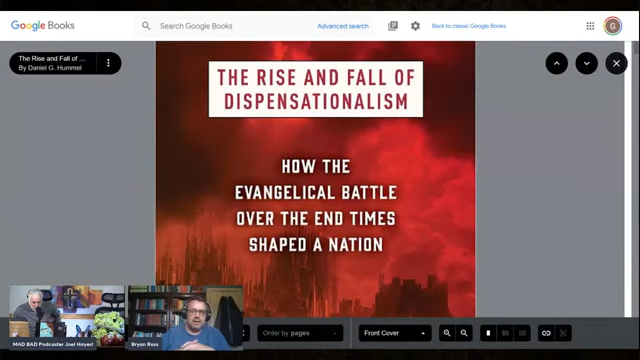 Google Books
Search Google Books
Advanced search
Back to classic Google Books
G
The Rise and Fall of ...
By Daniel G. Hummel
THE RISE AND FALL OF
DISPENSATIONALISM
HOW THE
EVANGELICAL BATTLE
OVER THE END TIMES
SHAPED A NATION
MAD BAD Podcaster Joel Hayes!
Bryan Ross
Order by pages
Front Cover